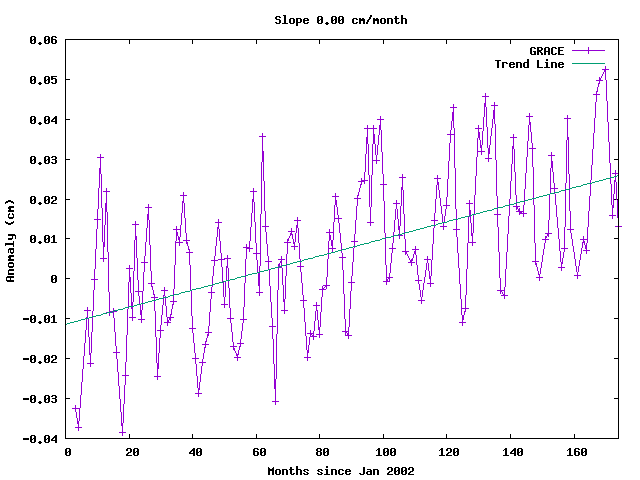 Slope 0.00 cm/month
0.06
0.05
0.04
0.03
0.02
0.01
0
-0.01
-0.02
-0.03
-0.04
Anomaly (cm)
GRACE
Trend Line
0 20 40 60 80 100 120 140 160
Months since Jan 2002